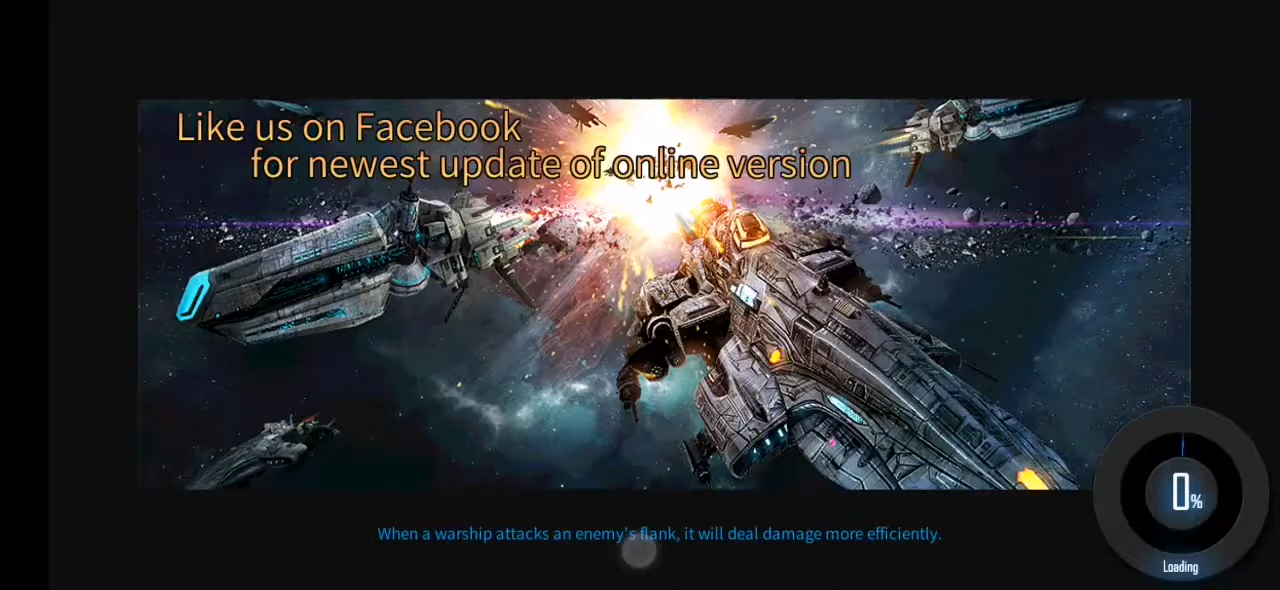 Like us on Facebook
for newest update of online version
0%
When a warship attacks an enemy's flank, it will deal damage more efficiently.
Loading